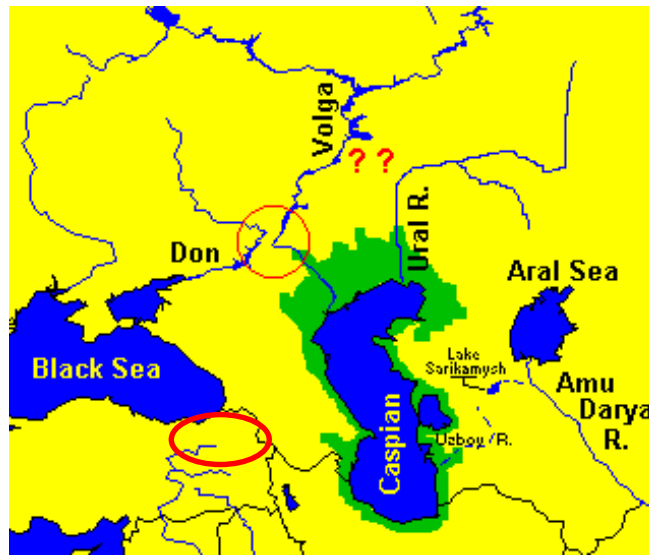 Volga
? ?
Ural R.
Don
Aral Sea
Black Sea
Lake
Sarikamysh
Amu
Darya
R.
Caspian
Uzboy R.